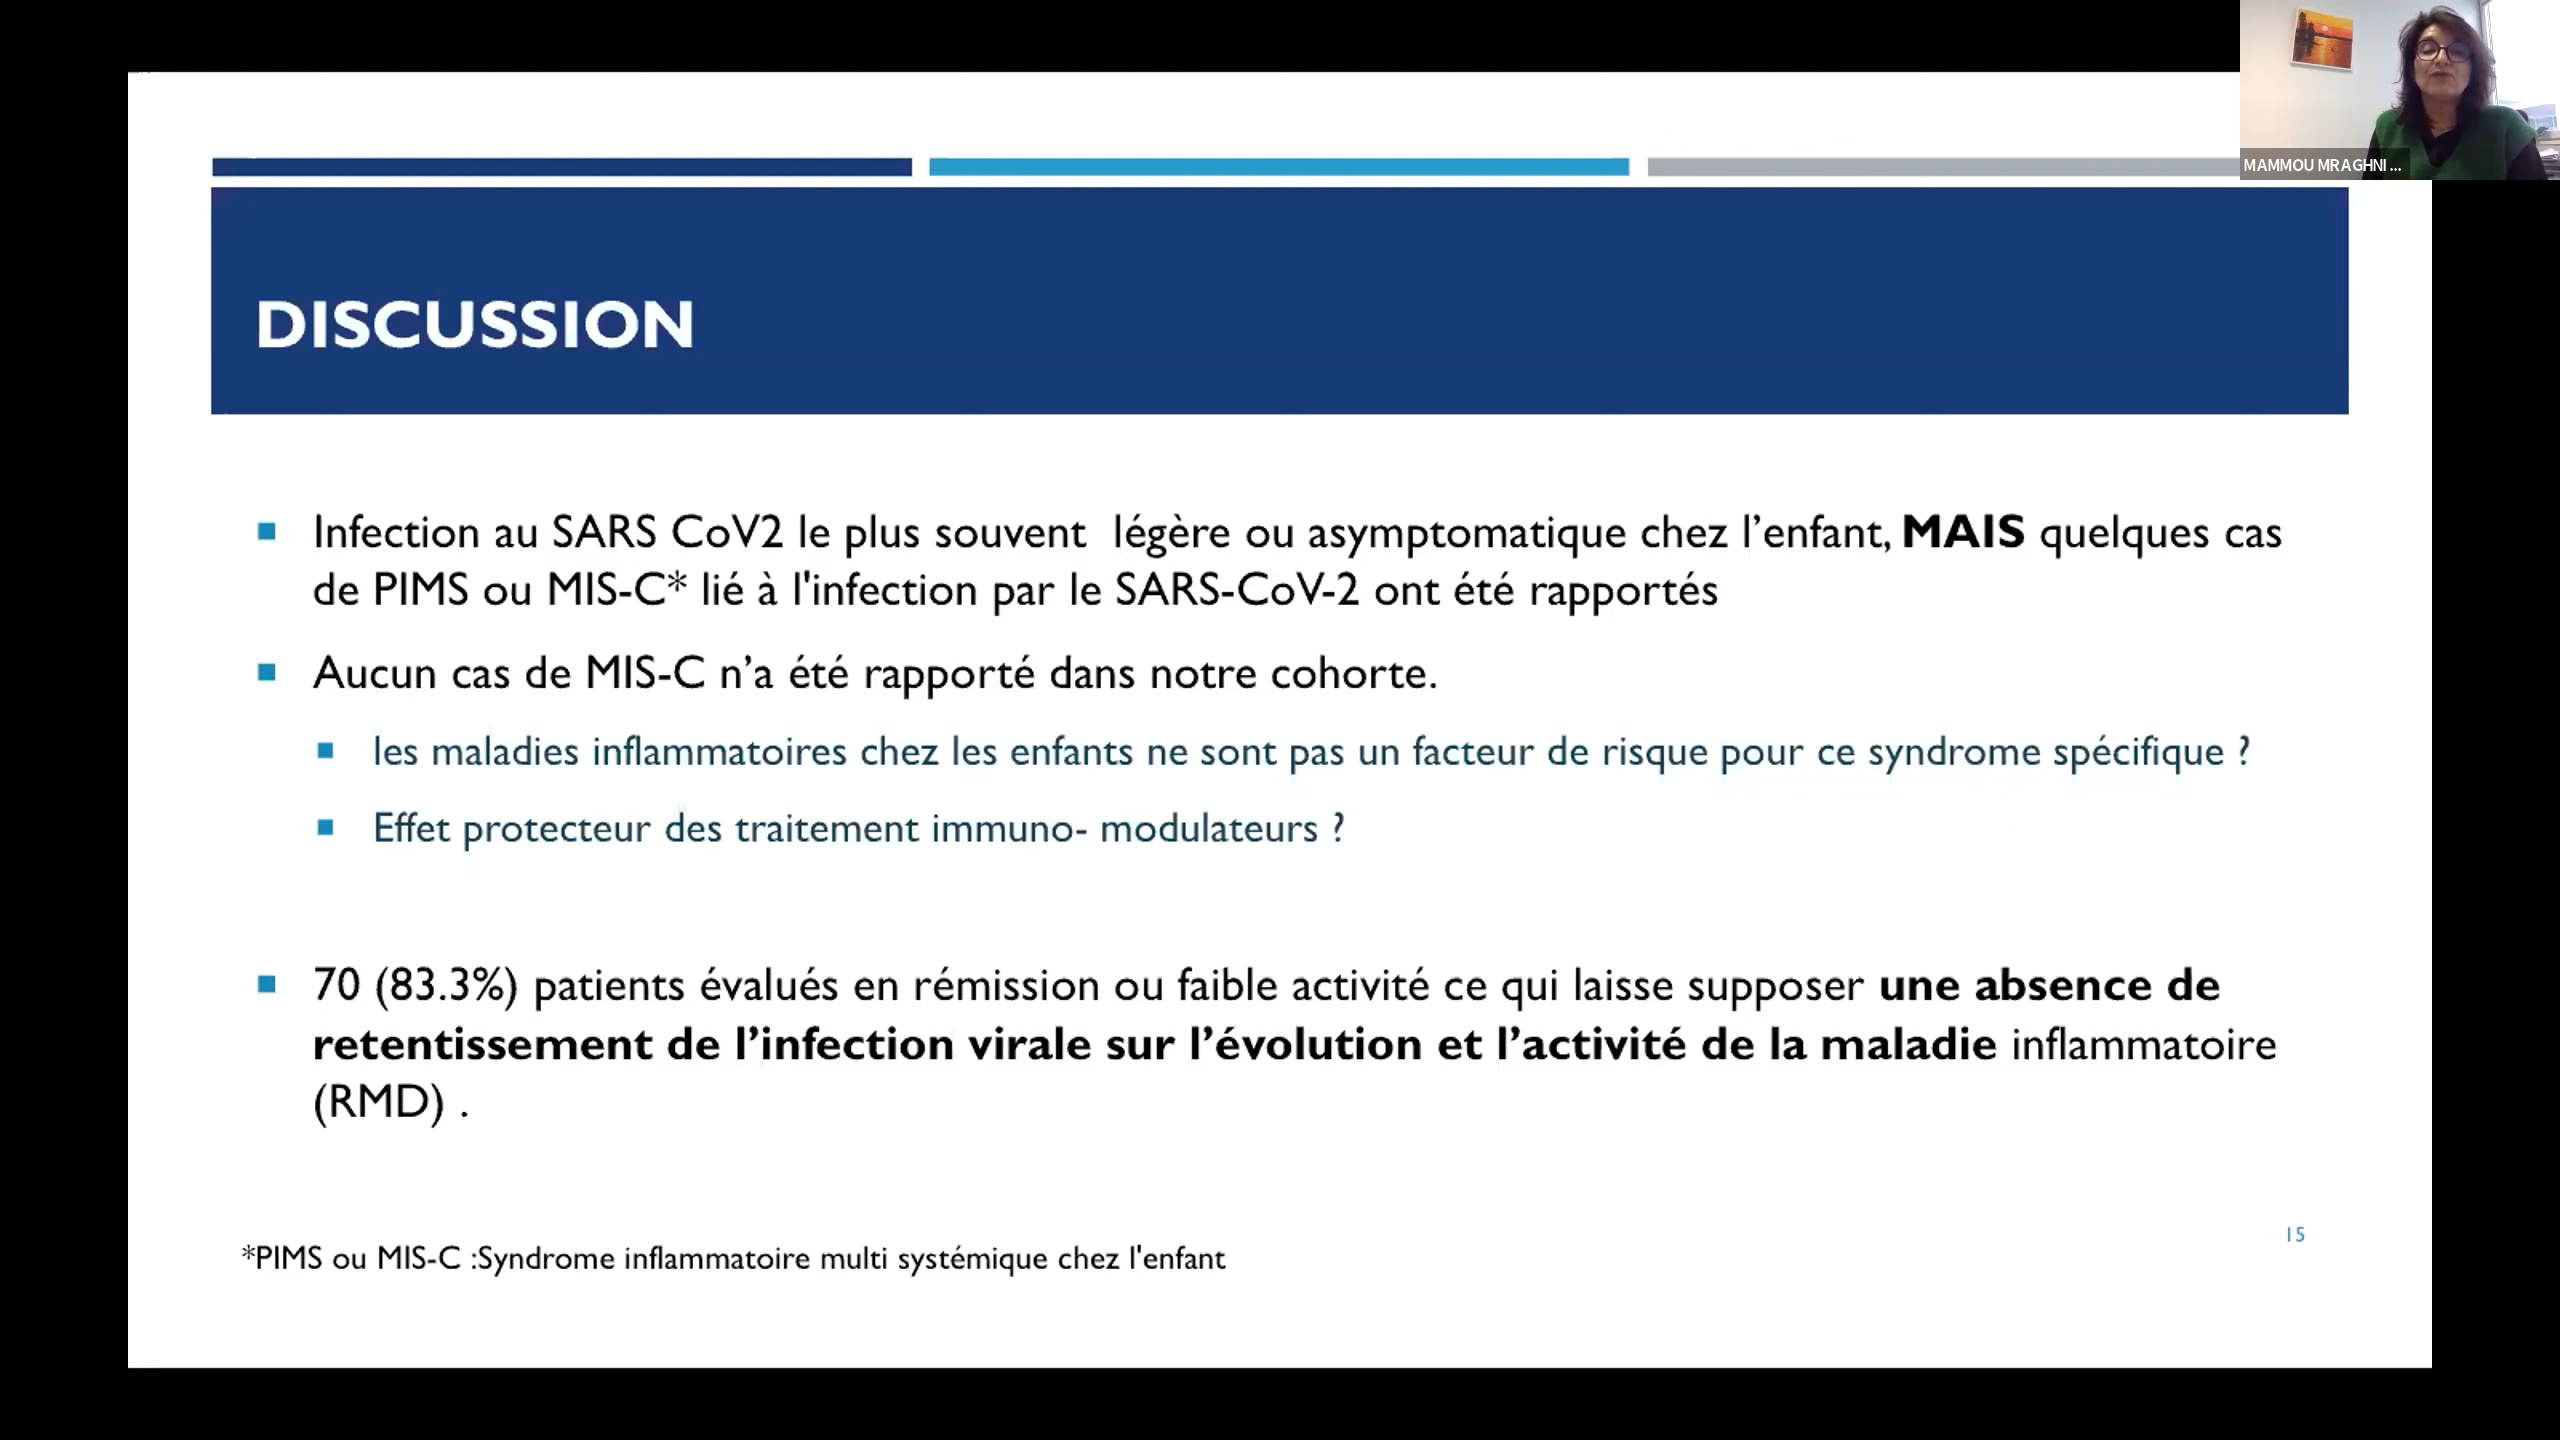 MAMMOU MRAGHNI ...
DISCUSSION
Infection au SARS CoV2 le plus souvent légère ou asymptomatique chez l’enfant, MAIS quelques cas
de PIMS ou MIS-C* lié à l'infection par le SARS-CoV-2 ont été rapportés
Aucun cas de MIS-C n’a été rapporté dans notre cohorte.
les maladies inflammatoires chez les enfants ne sont pas un facteur de risque pour ce syndrome spécifique ?
Effet protecteur des traitement immuno- modulateurs ?
70 (83.3%) patients évalués en rémission ou faible activité ce qui laisse supposer une absence de
retentissement de l’infection virale sur l’évolution et l’activité de la maladie inflammatoire
(RMD) .
15
*PIMS ou MIS-C :Syndrome inflammatoire multi systémique chez l'enfant